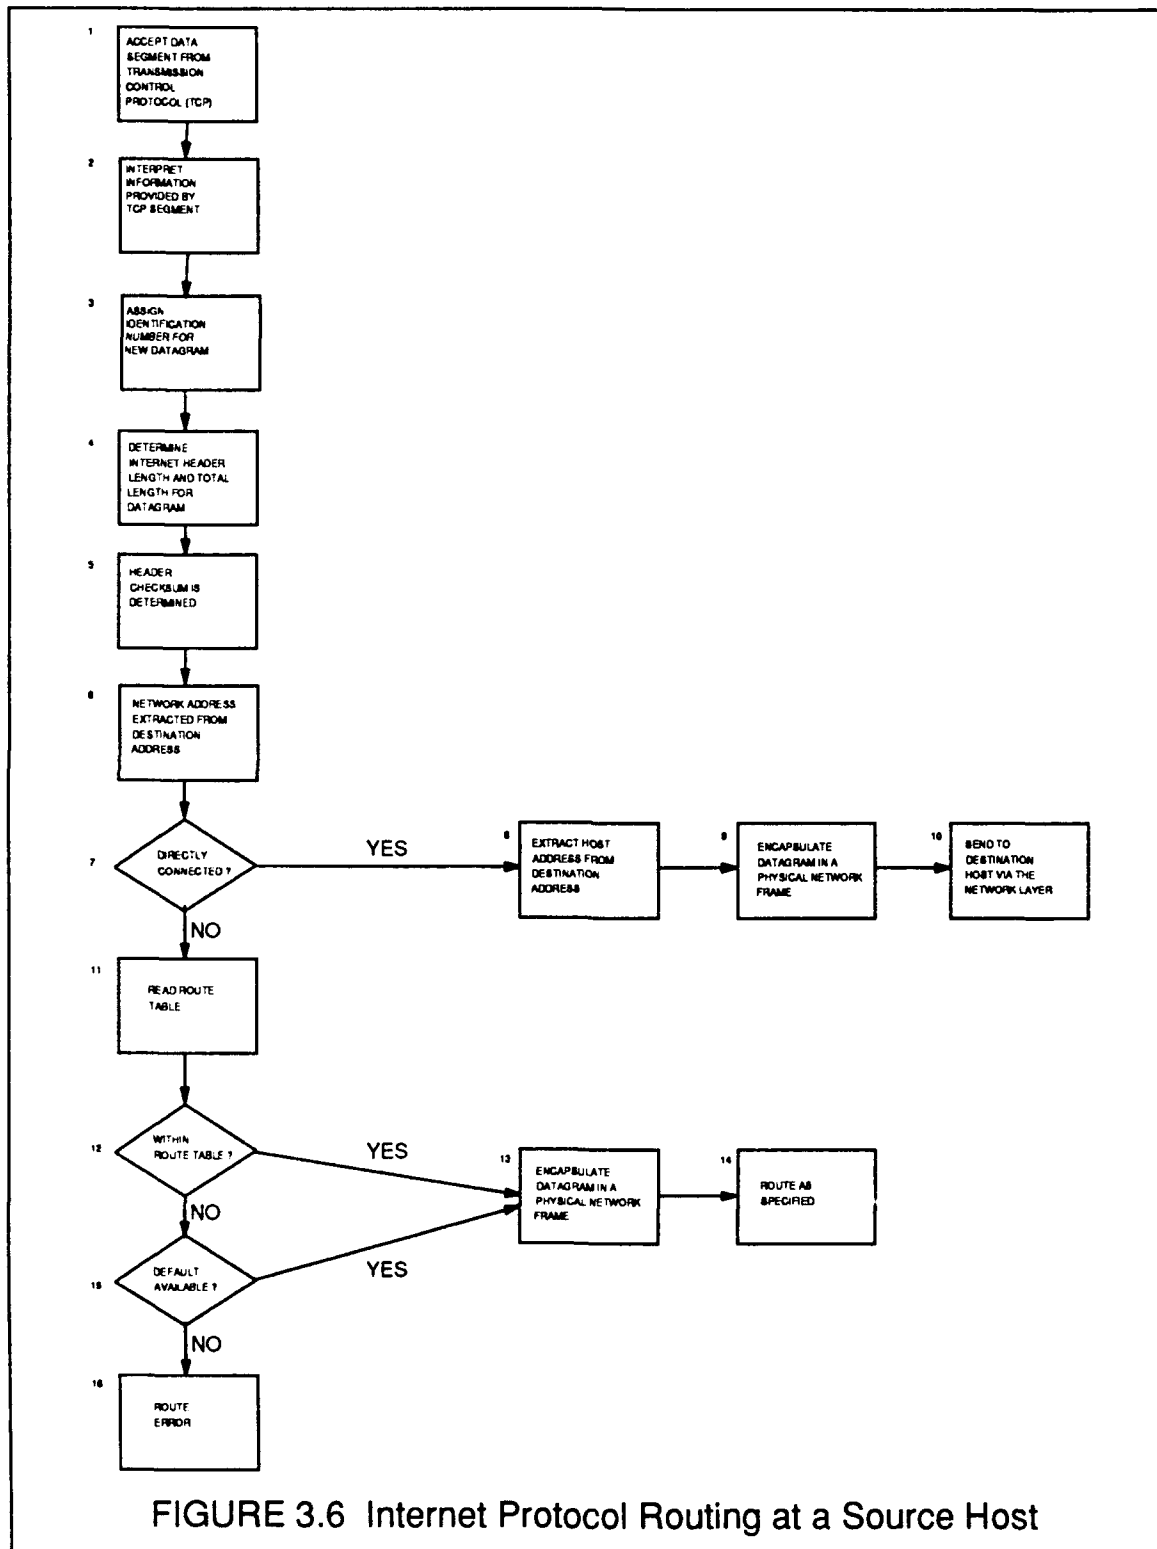 1
ACCEPT DATA
SEGMENT FROM
TRANSMISSION
CONTROL
PROTOCOL (TCP)
2
INTERPRET
INFORMATION
PROVIDED BY
TCP SEGMENT
3
ASSIGN
IDENTIFICATION
NUMBER FOR
NEW DATAGRAM
4
DETERMINE
INTERNET HEADER
LENGTH AND TOTAL
LENGTH FOR
DATAGRAM
5
HEADER
CHECKSUM IS
DETERMINED
6
NETWORK ADDRESS
EXTRACTED FROM
DESTINATION
ADDRESS
7
DIRECTLY
CONNECTED ?
YES
8
EXTRACT HOST
ADDRESS FROM
DESTINATION
ADDRESS
9
ENCAPSULATE
DATAGRAM IN A
PHYSICAL NETWORK
FRAME
10
SEND TO
DESTINATION
HOST VIA THE
NETWORK LAYER
NO
11
READ ROUTE
TABLE
12
WITHIN
ROUTE TABLE ?
YES
13
ENCAPSULATE
DATAGRAM IN A
PHYSICAL NETWORK
FRAME
14
ROUTE AS
SPECIFIED
NO
15
DEFAULT
AVAILABLE ?
YES
NO
16
ROUTE
ERROR
FIGURE 3.6 Internet Protocol Routing at a Source Host